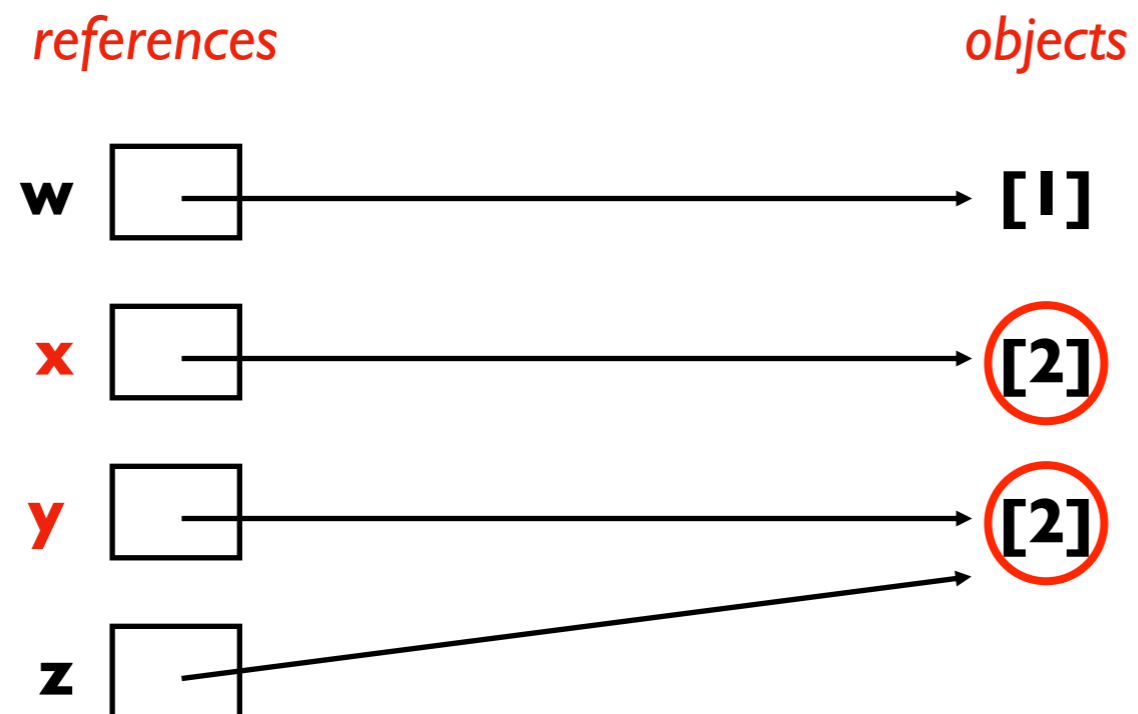 references objects
w [1]
x [2]
y [2]
z